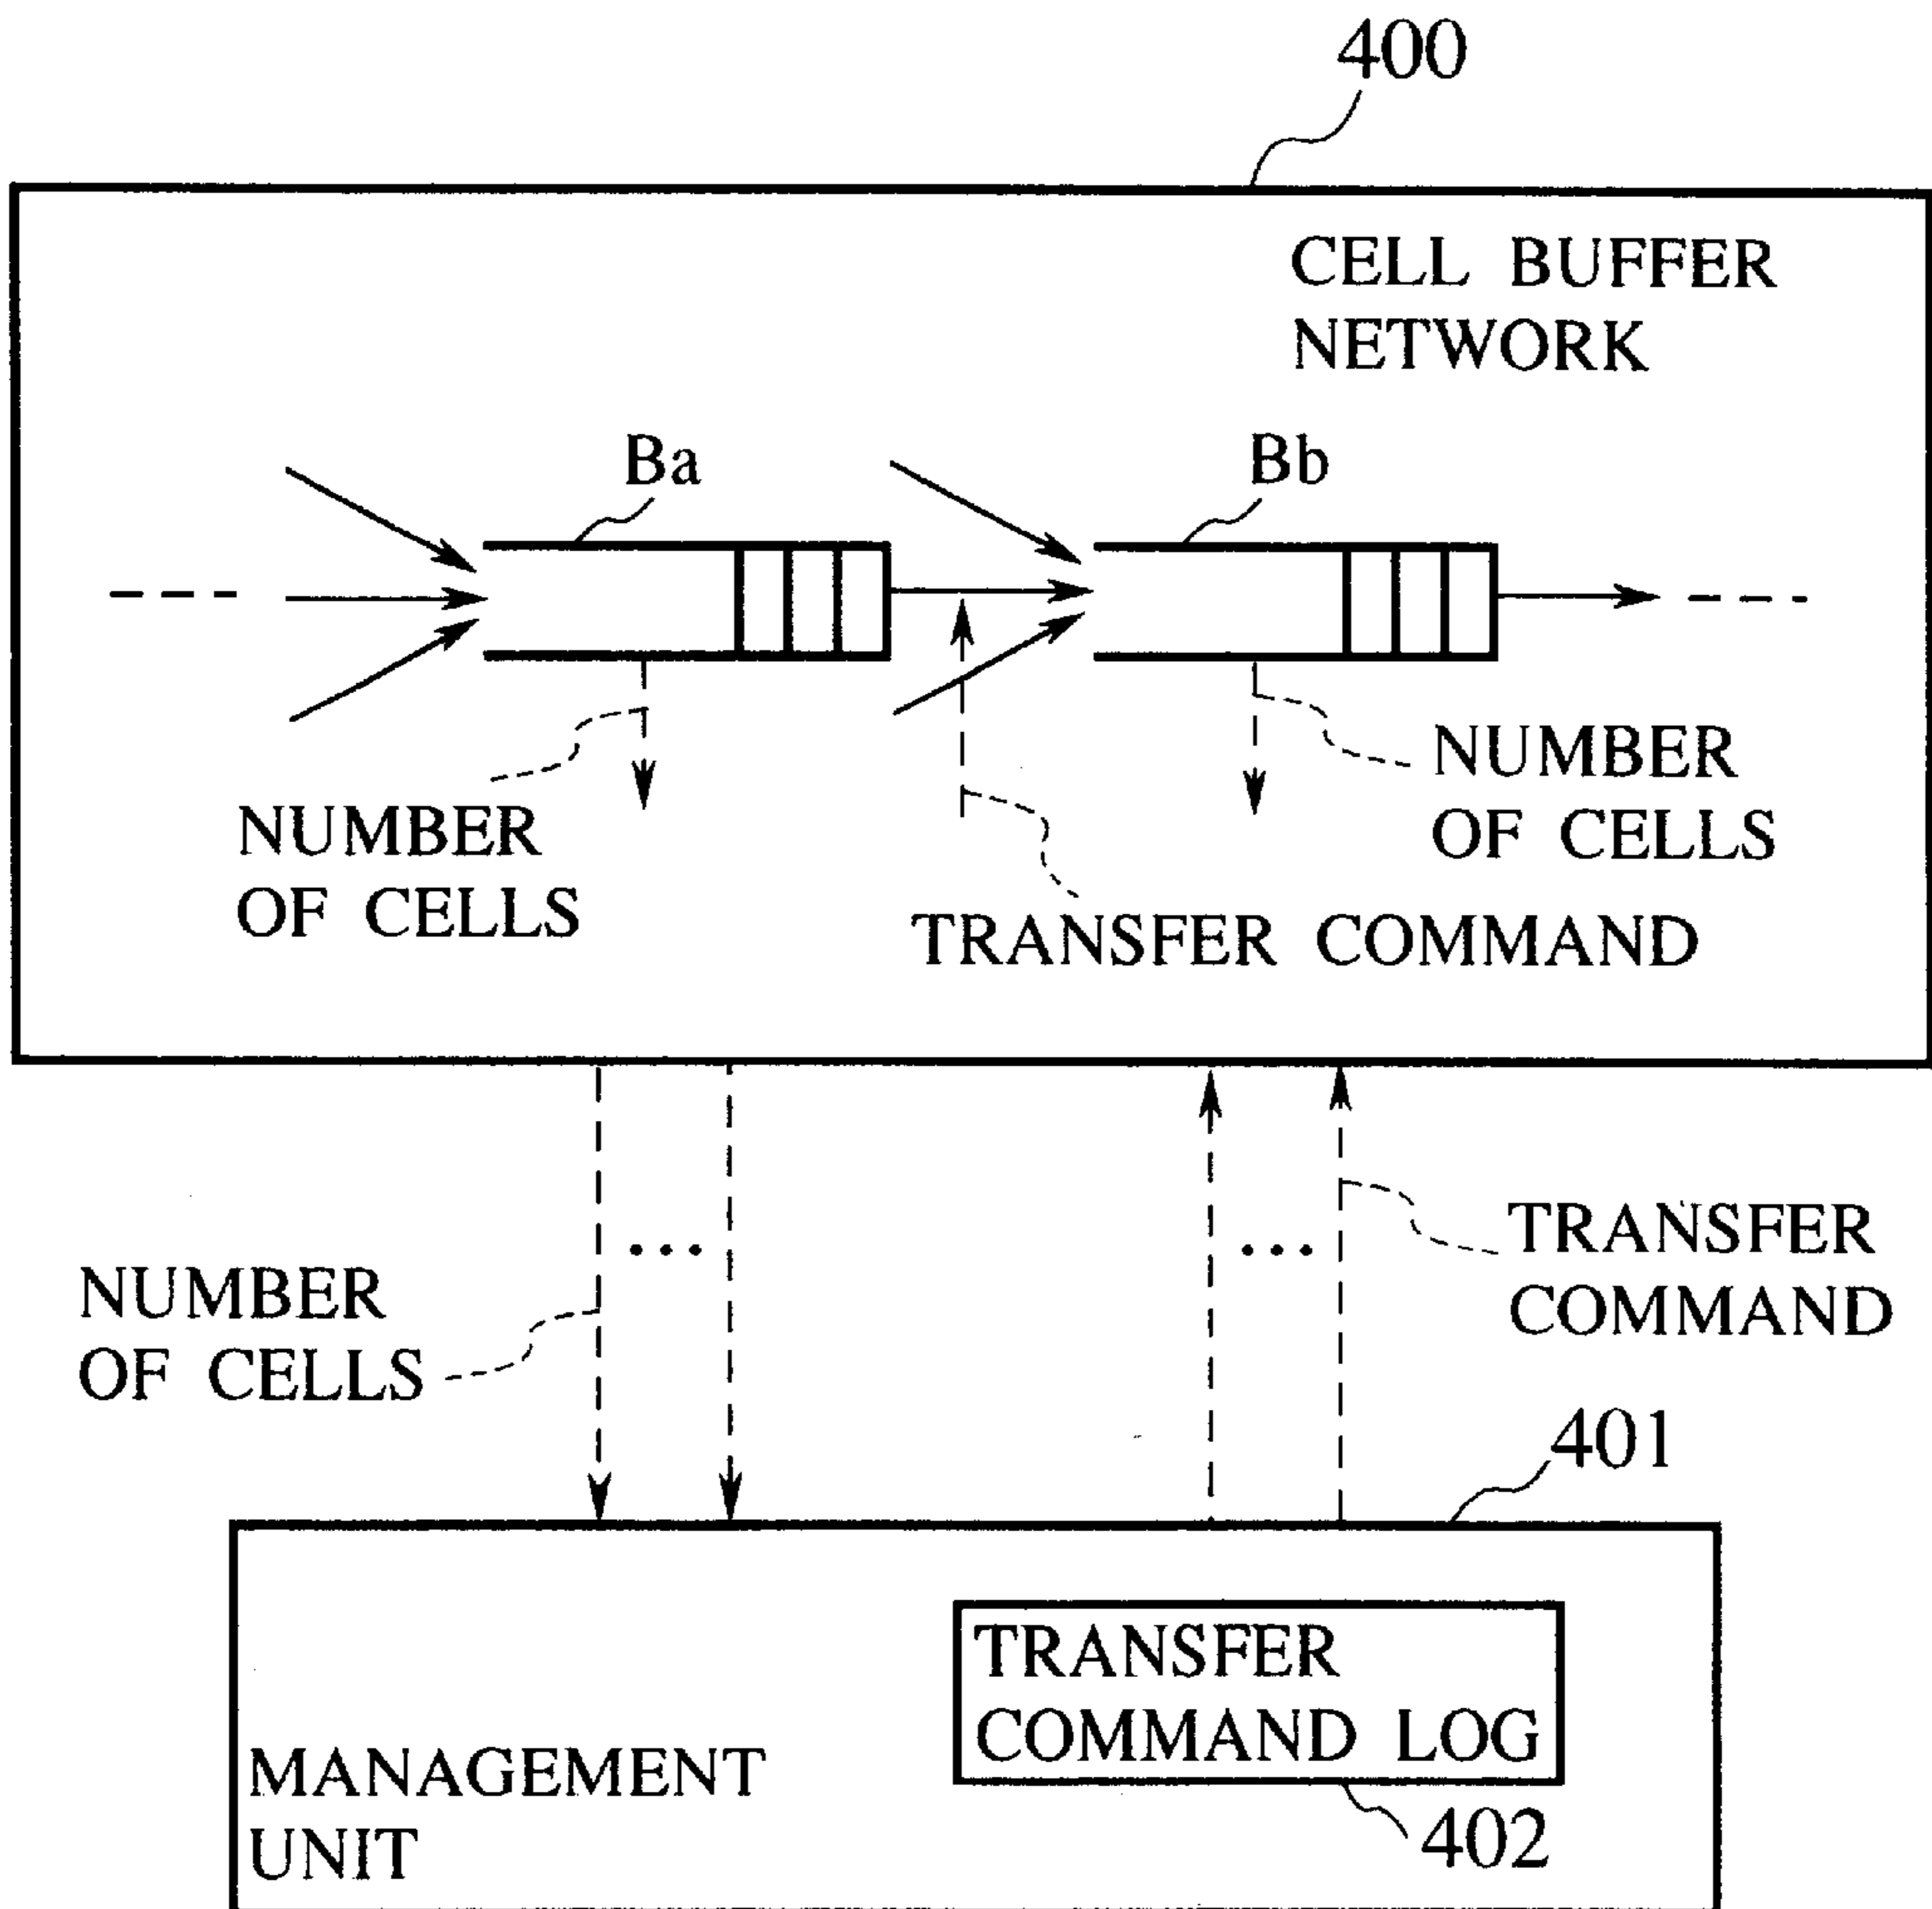 400
CELL BUFFER
NETWORK
Ba
Bb
NUMBER
OF CELLS
NUMBER
OF CELLS
TRANSFER COMMAND
NUMBER
OF CELLS
TRANSFER
COMMAND
401
TRANSFER
COMMAND LOG
MANAGEMENT
UNIT
402